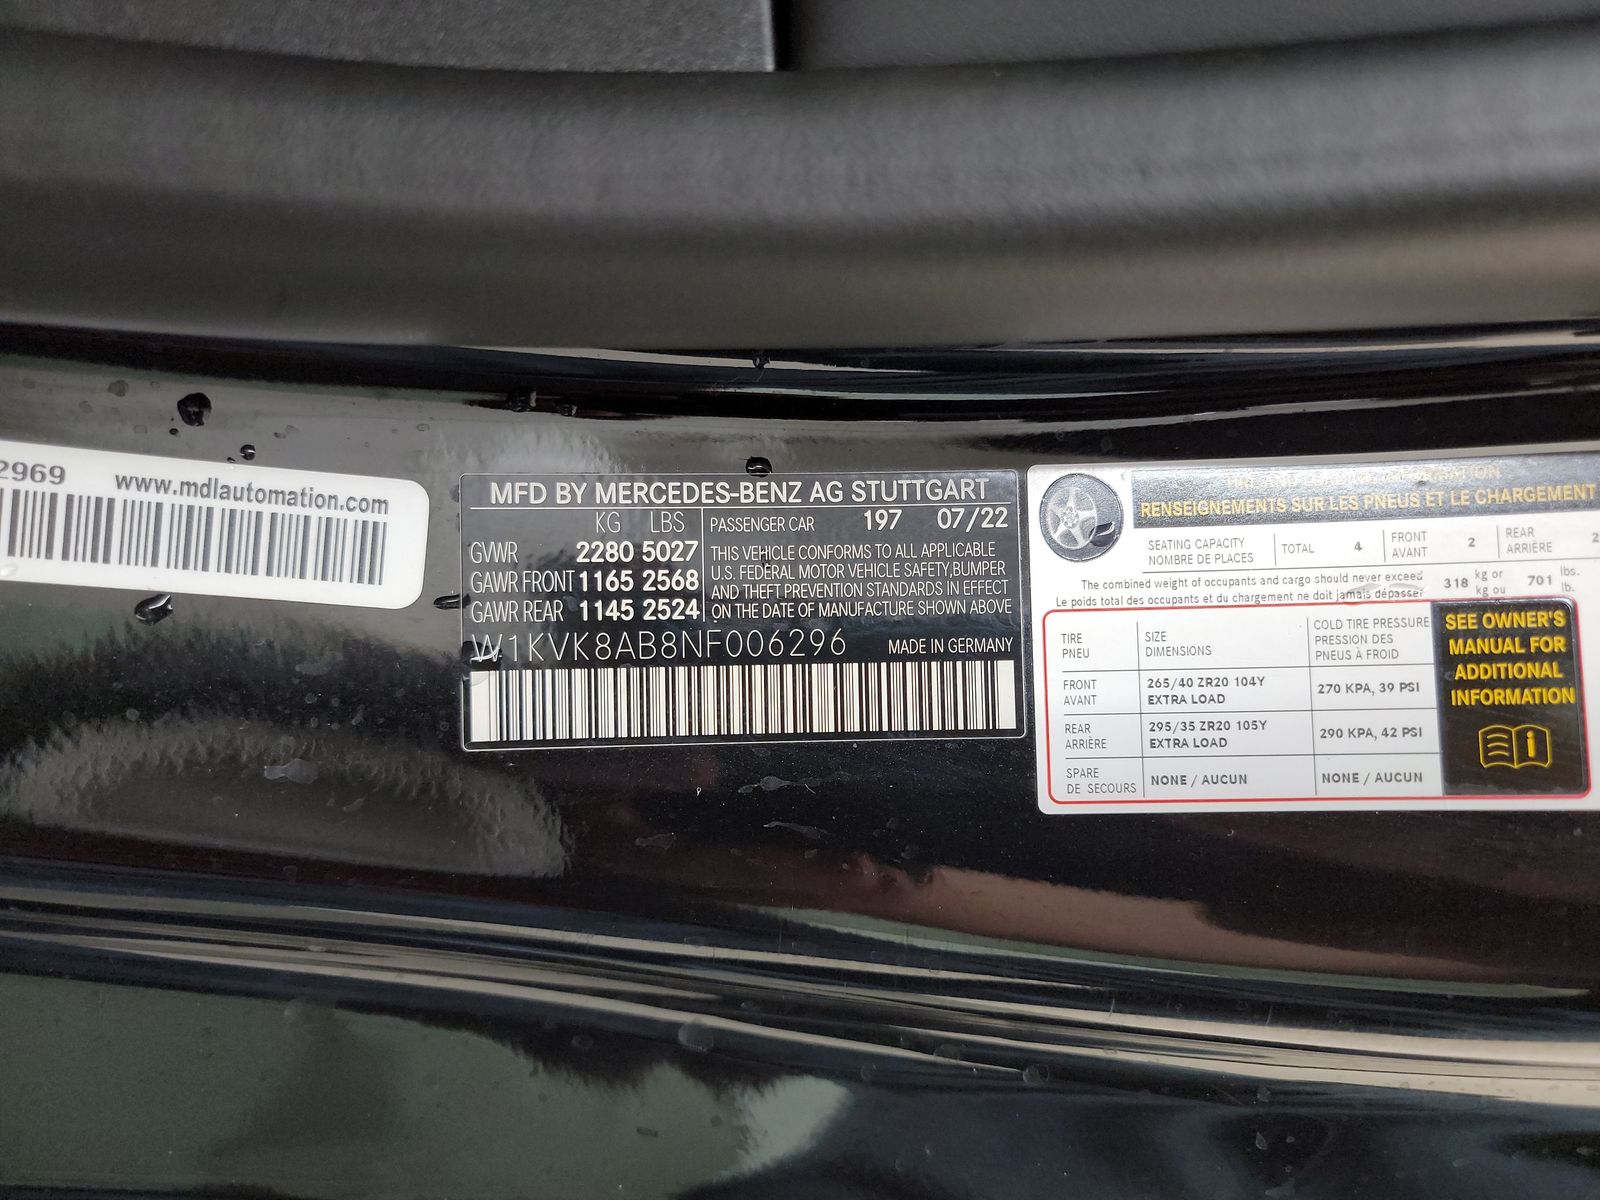 2969
www.mdlautomation.com
MFD BY MERCEDES-BENZ AG STUTTGART
KG LBS
GVWR 2280 5027
GAWR FRONT 1165 2568
GAWR REAR 1145 2524
PASSENGER CAR 197 07/22
THIS VEHICLE CONFORMS TO ALL APPLICABLE
U.S. FEDERAL MOTOR VEHICLE SAFETY,BUMPER
AND THEFT PREVENTION STANDARDS IN EFFECT
ON THE DATE OF MANUFACTURE SHOWN ABOVE
W1KVK8AB8NF006296 MADE IN GERMANY
TIRE AND LOADING INFORMATION
RENSEIGNEMENTS SUR LES PNEUS ET LE CHARGEMENT
SEATING CAPACITY
NOMBRE DE PLACES
TOTAL 4
FRONT
AVANT
2
REAR
ARRIÈRE
2
The combined weight of occupants and cargo should never exceed
Le poids total des occupants et du chargement ne doit jamais dépasser
318 kg or
kg ou
701 lbs.
lb.
TIRE
PNEU
SIZE
DIMENSIONS
COLD TIRE PRESSURE
PRESSION DES
PNEUS À FROID
FRONT
AVANT
265/40 ZR20 104Y
EXTRA LOAD
270 KPA, 39 PSI
REAR
ARRIÈRE
295/35 ZR20 105Y
EXTRA LOAD
290 KPA, 42 PSI
SPARE
DE SECOURS
NONE / AUCUN
NONE / AUCUN
SEE OWNER'S
MANUAL FOR
ADDITIONAL
INFORMATION